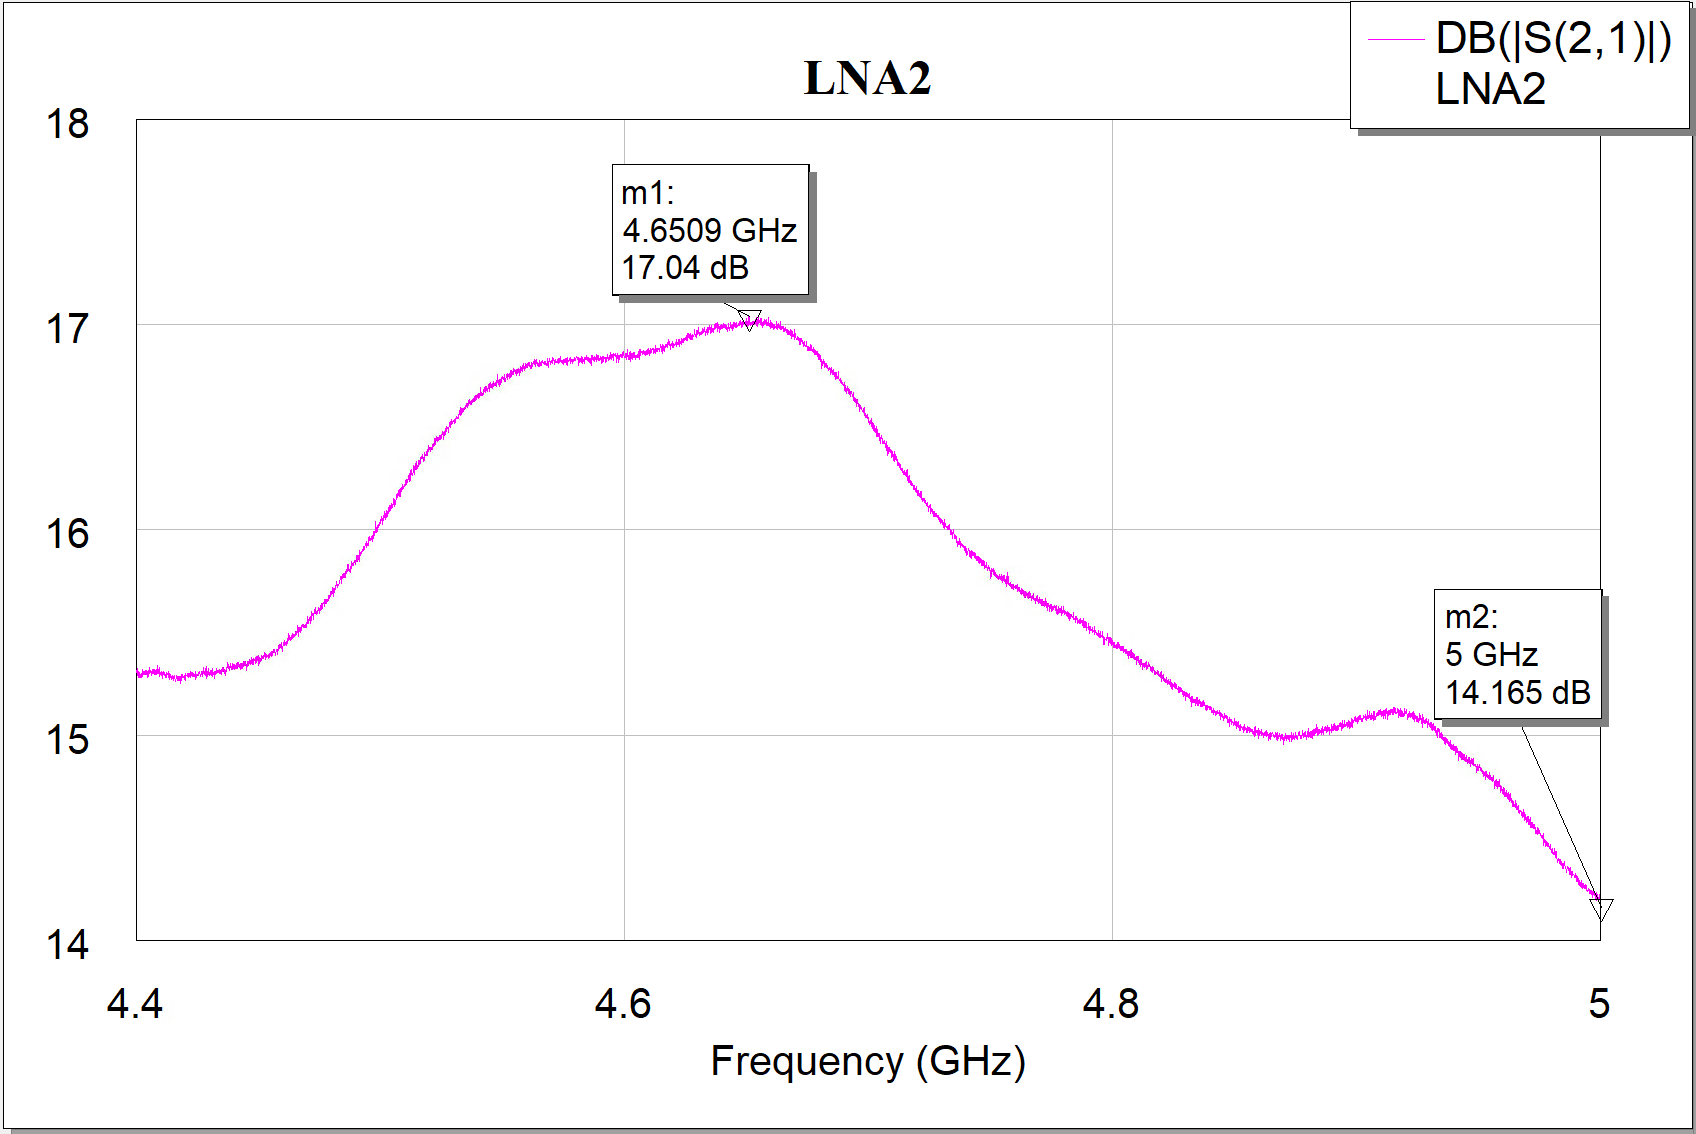 DB(|S(2,1)|)
LNA2
LNA2
18
m1:
4.6509 GHz
17.04 dB
17
16
m2:
5 GHz
14.165 dB
15
14
4.4 4.6 4.8 5
Frequency (GHz)